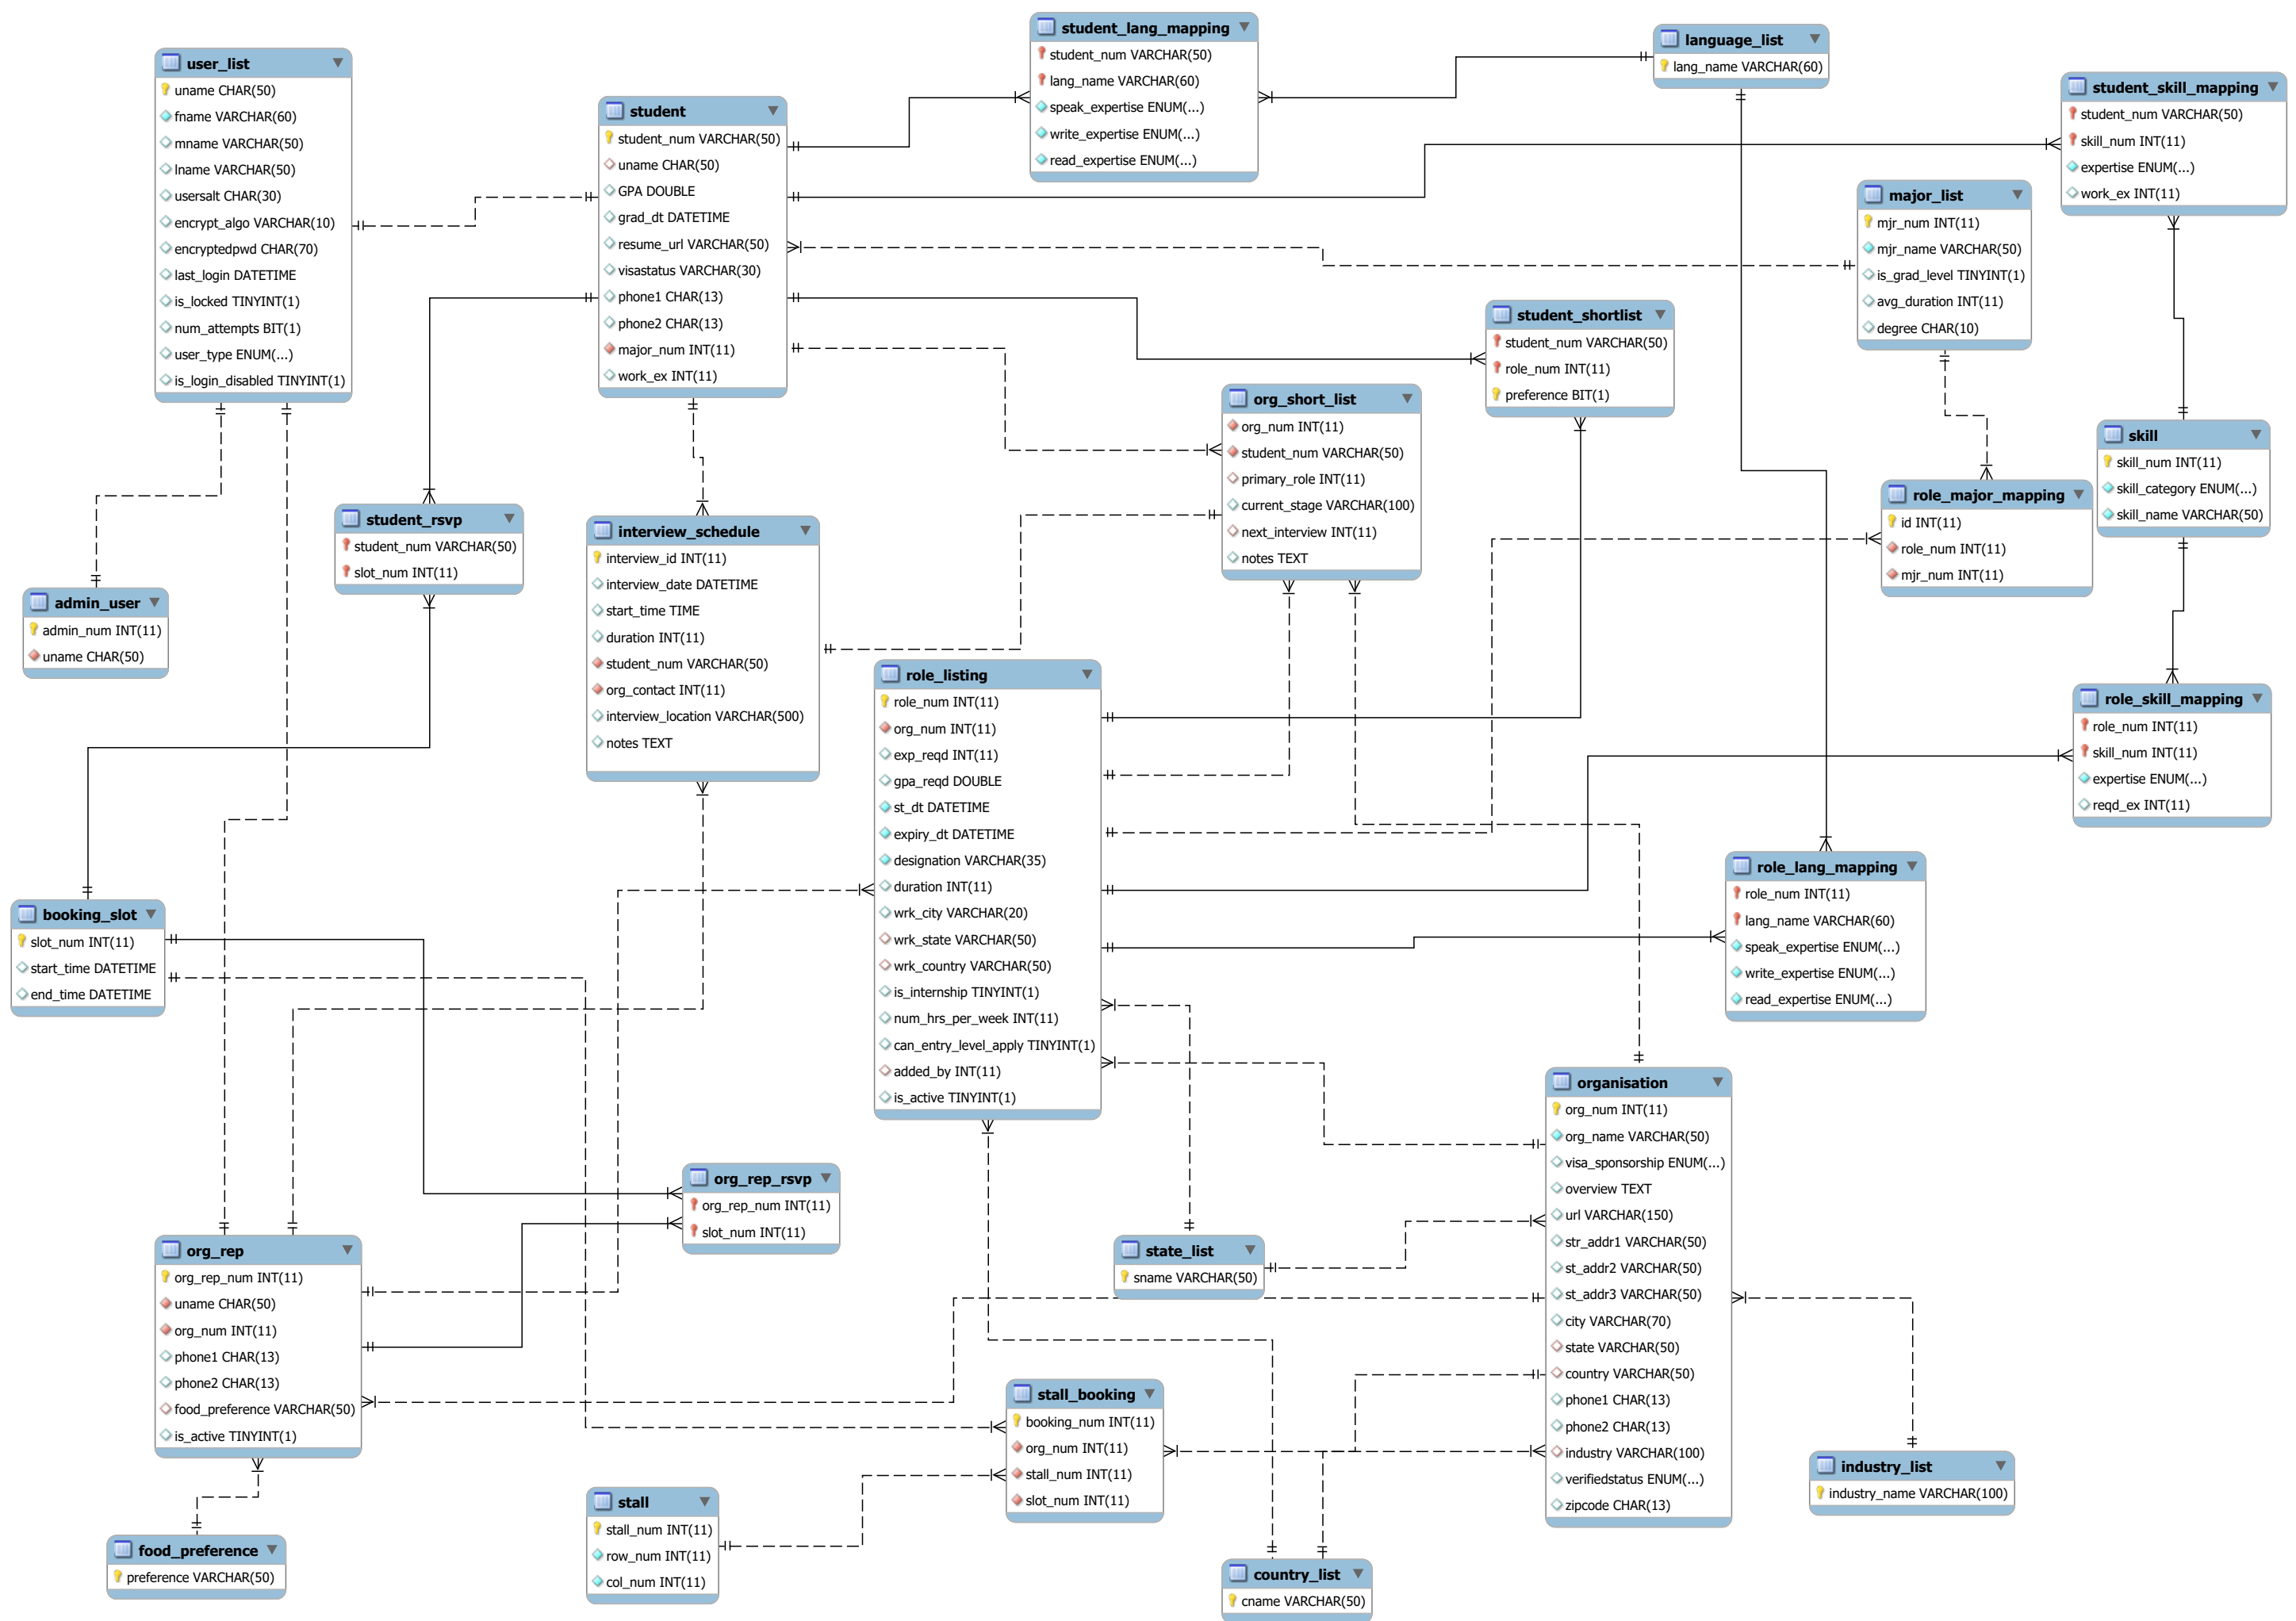 user_list
uname CHAR(50)
fname VARCHAR(60)
mname VARCHAR(50)
lname VARCHAR(50)
usersalt CHAR(30)
encrypt_algo VARCHAR(10)
encryptedpwd CHAR(70)
last_login DATETIME
is_locked TINYINT(1)
num_attempts BIT(1)
user_type ENUM(...)
is_login_disabled TINYINT(1)
student
student_num VARCHAR(50)
uname CHAR(50)
GPA DOUBLE
grad_dt DATETIME
resume_url VARCHAR(50)
visastatus VARCHAR(30)
phone1 CHAR(13)
phone2 CHAR(13)
major_num INT(11)
work_ex INT(11)
student_lang_mapping
student_num VARCHAR(50)
lang_name VARCHAR(60)
speak_expertise ENUM(...)
write_expertise ENUM(...)
read_expertise ENUM(...)
language_list
lang_name VARCHAR(60)
student_skill_mapping
student_num VARCHAR(50)
skill_num INT(11)
expertise ENUM(...)
work_ex INT(11)
major_list
mjr_num INT(11)
mjr_name VARCHAR(50)
is_grad_level TINYINT(1)
avg_duration INT(11)
degree CHAR(10)
student_shortlist
student_num VARCHAR(50)
role_num INT(11)
preference BIT(1)
org_short_list
org_num INT(11)
student_num VARCHAR(50)
primary_role INT(11)
current_stage VARCHAR(100)
next_interview INT(11)
notes TEXT
skill
skill_num INT(11)
skill_category ENUM(...)
skill_name VARCHAR(50)
role_major_mapping
id INT(11)
role_num INT(11)
mjr_num INT(11)
student_rsvp
student_num VARCHAR(50)
slot_num INT(11)
interview_schedule
interview_id INT(11)
interview_date DATETIME
start_time TIME
duration INT(11)
student_num VARCHAR(50)
org_contact INT(11)
interview_location VARCHAR(500)
notes TEXT
admin_user
admin_num INT(11)
uname CHAR(50)
role_listing
role_num INT(11)
org_num INT(11)
exp_reqd INT(11)
gpa_reqd DOUBLE
st_dt DATETIME
expiry_dt DATETIME
designation VARCHAR(35)
duration INT(11)
wrk_city VARCHAR(20)
wrk_state VARCHAR(50)
wrk_country VARCHAR(50)
is_internship TINYINT(1)
num_hrs_per_week INT(11)
can_entry_level_apply TINYINT(1)
added_by INT(11)
is_active TINYINT(1)
role_skill_mapping
role_num INT(11)
skill_num INT(11)
expertise ENUM(...)
reqd_ex INT(11)
role_lang_mapping
role_num INT(11)
lang_name VARCHAR(60)
speak_expertise ENUM(...)
write_expertise ENUM(...)
read_expertise ENUM(...)
booking_slot
slot_num INT(11)
start_time DATETIME
end_time DATETIME
organisation
org_num INT(11)
org_name VARCHAR(50)
visa_sponsorship ENUM(...)
overview TEXT
url VARCHAR(150)
str_addr1 VARCHAR(50)
st_addr2 VARCHAR(50)
st_addr3 VARCHAR(50)
city VARCHAR(70)
state VARCHAR(50)
country VARCHAR(50)
phone1 CHAR(13)
phone2 CHAR(13)
industry VARCHAR(100)
verifiedstatus ENUM(...)
zipcode CHAR(13)
org_rep_rsvp
org_rep_num INT(11)
slot_num INT(11)
org_rep
org_rep_num INT(11)
uname CHAR(50)
org_num INT(11)
phone1 CHAR(13)
phone2 CHAR(13)
food_preference VARCHAR(50)
is_active TINYINT(1)
state_list
sname VARCHAR(50)
stall_booking
booking_num INT(11)
org_num INT(11)
stall_num INT(11)
slot_num INT(11)
industry_list
industry_name VARCHAR(100)
stall
stall_num INT(11)
row_num INT(11)
col_num INT(11)
food_preference
preference VARCHAR(50)
country_list
cname VARCHAR(50)